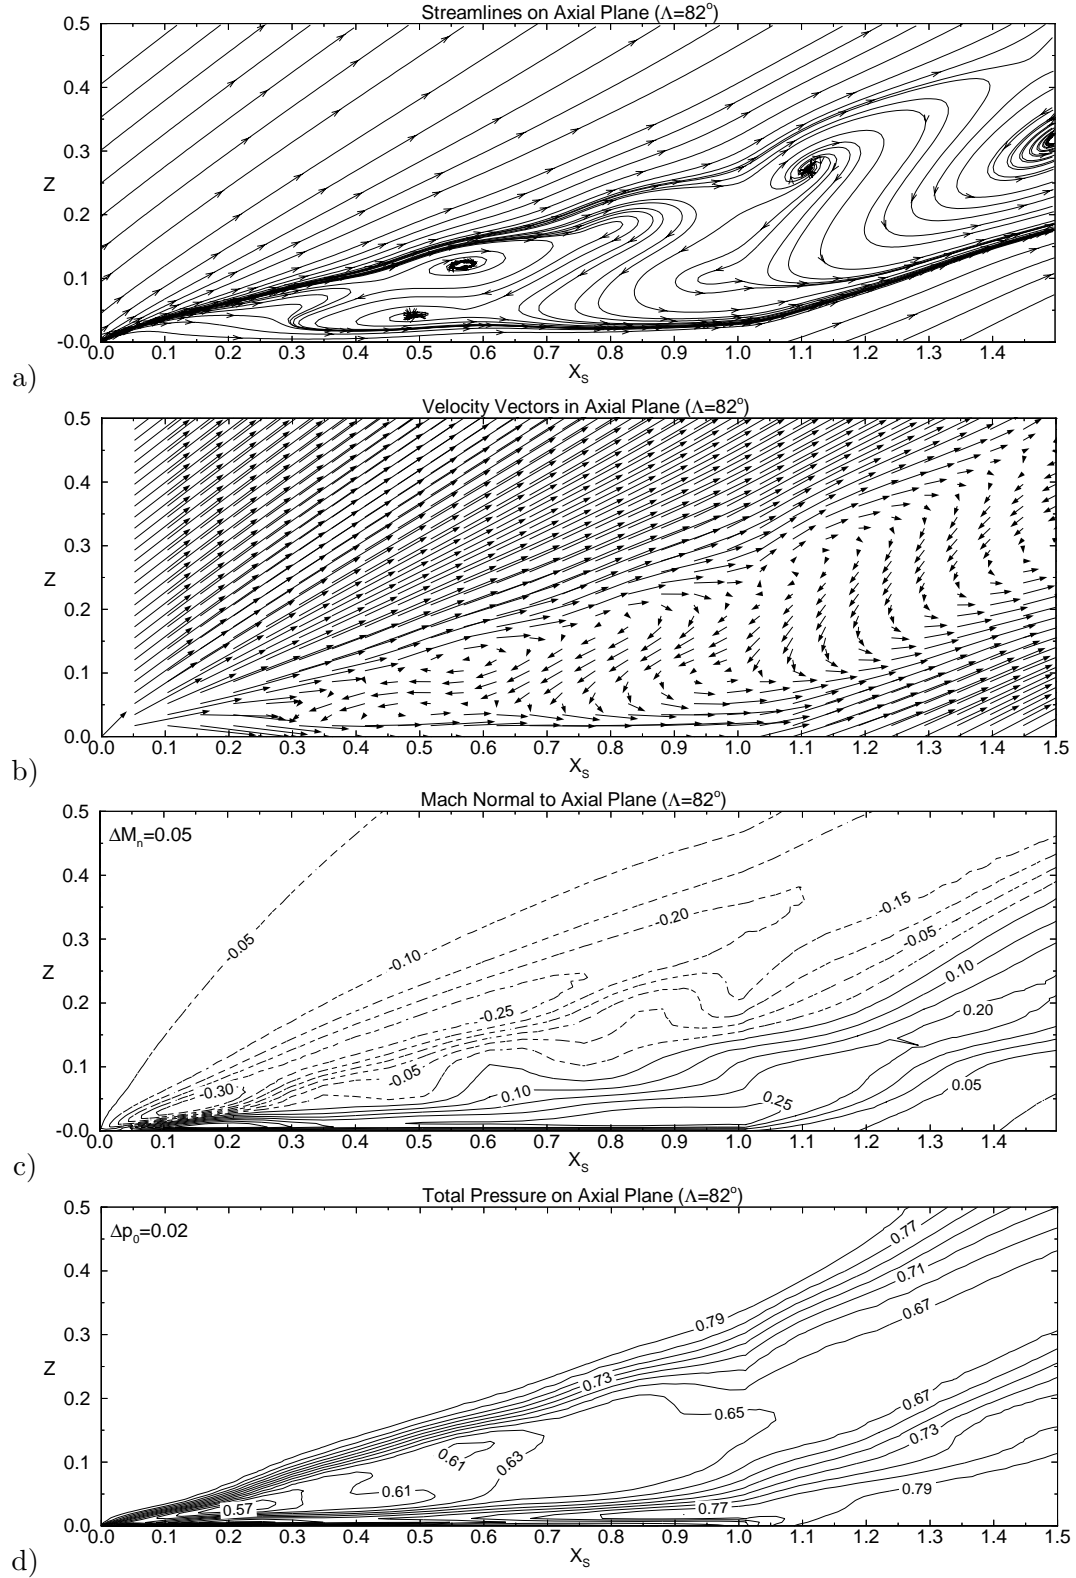 Streamlines on Axial Plane (Λ=82°)
0.5
0.4
0.3
Z
0.2
0.1
-0.0
0.0 0.1 0.2 0.3 0.4 0.5 0.6 0.7 0.8 0.9 1.0 1.1 1.2 1.3 1.4
Xs
a)
Velocity Vectors in Axial Plane (Λ=82°)
0.5
0.4
0.3
Z
0.2
0.1
0.0
0.0 0.1 0.2 0.3 0.4 0.5 0.6 0.7 0.8 0.9 1.0 1.1 1.2 1.3 1.4 1.5
Xs
b)
Mach Normal to Axial Plane (Λ=82°)
0.5
ΔMn=0.05
0.4
-0.15
-0.20
-0.05
-0.05
0.3
-0.10
0.10
Z
0.2
-0.25
0.20
0.1
-0.05
-0.30
0.10
0.25
0.05
-0.0
0.0 0.1 0.2 0.3 0.4 0.5 0.6 0.7 0.8 0.9 1.0 1.1 1.2 1.3 1.4
Xs
c)
Total Pressure on Axial Plane (Λ=82°)
0.5
Δp0=0.02
0.77
0.4
0.71
0.67
0.3
0.79
Z
0.73
0.2
0.67
0.65
0.73
0.1
0.61
0.63
0.61
0.79
0.57
0.77
0.0
0.0 0.1 0.2 0.3 0.4 0.5 0.6 0.7 0.8 0.9 1.0 1.1 1.2 1.3 1.4 1.5
Xs
d)